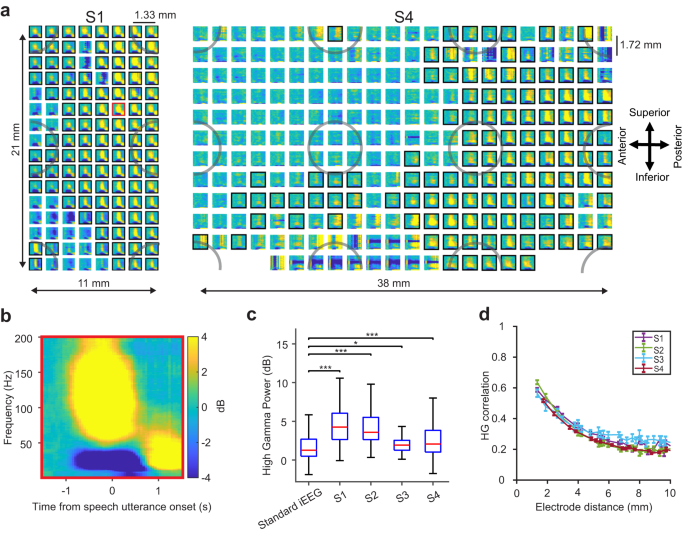 a
S1
1.33 mm
S4
1.72 mm
21 mm
11 mm
38 mm
Superior
Anterior
Posterior
Inferior
b
Frequency (Hz)
200
150
100
50
4
2
0
-2
-4
dB
-1
0
1
Time from speech utterance onset (s)
c
High Gamma Power (dB)
15
10
5
0
***
*
***
***
Standard iEEG
S1
S2
S3
S4
d
HG correlation
1
0.8
0.6
0.4
0.2
0
S1
S2
S3
S4
0
2
4
6
8
10
Electrode distance (mm)